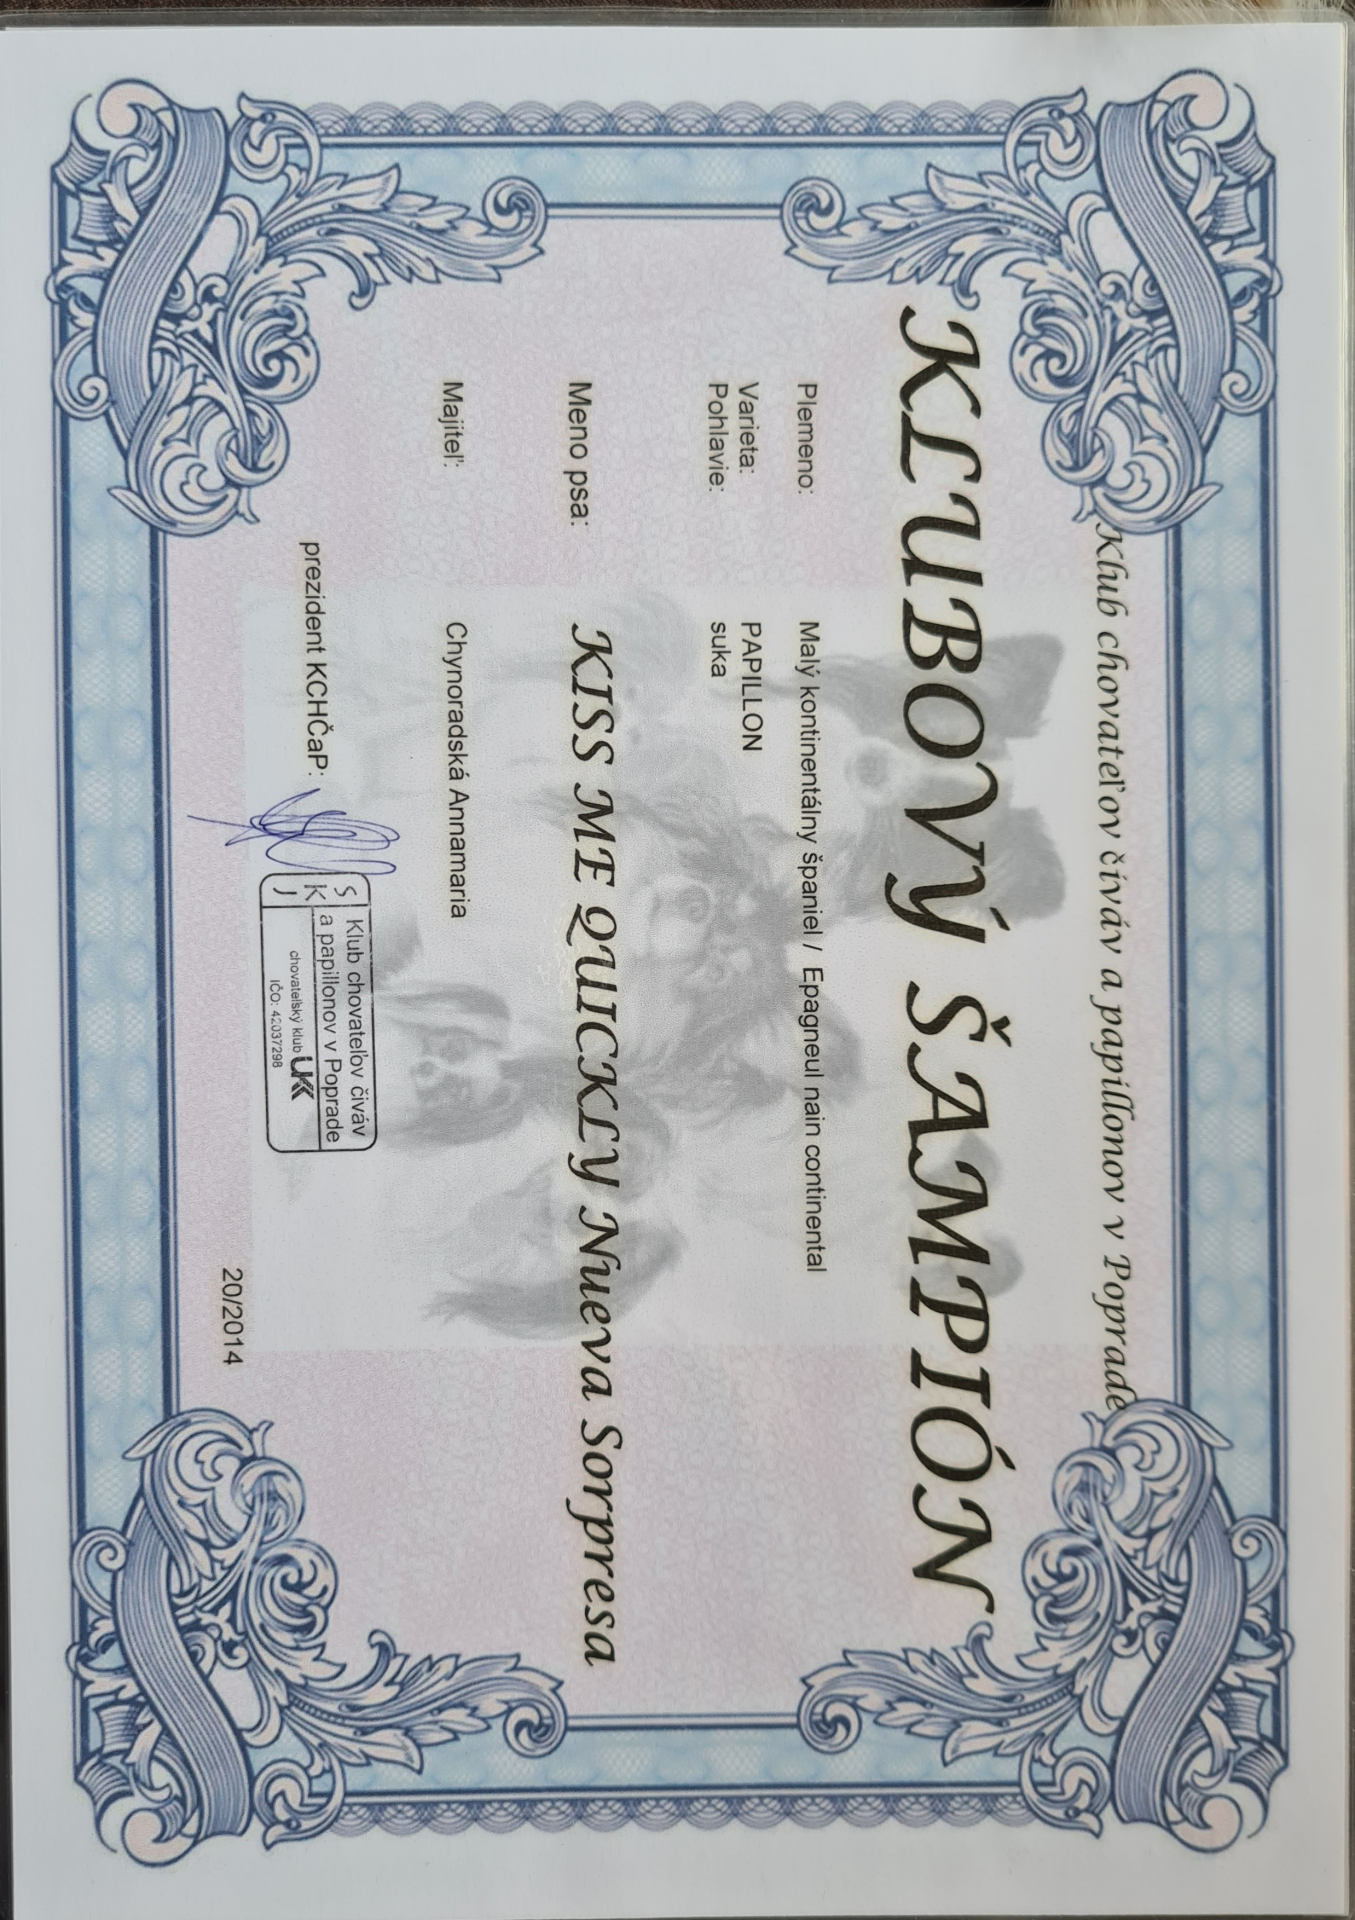 Klub chovateľov čiváv a papillonov v Poprade
KLUBOVÝ ŠAMPIÓN
Plemeno: Malý kontinentálny španiel / Epagneul nain continental
Varieta: PAPILLON
Pohlavie: suka
Meno psa: KISS ME QUICKLY Nueva Sorpresa
Majiteľ: Chynoradská Annamaria
prezident KCHČaP:
SKJ
Klub chovateľov čiváv
a papillonov v Poprade
chovateľský klub UKK
IČO: 42037298
20/2014